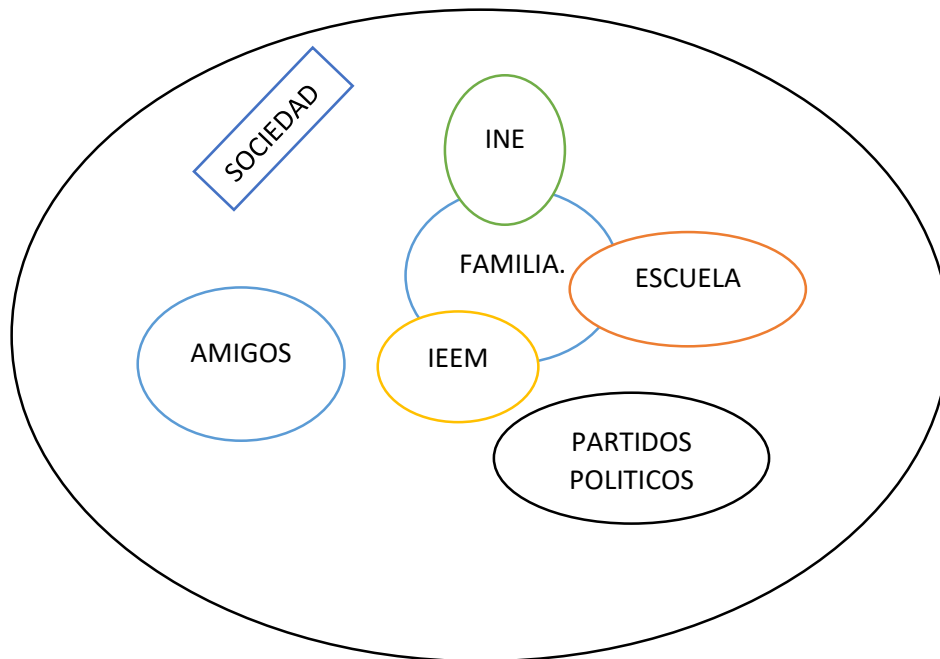 SOCIEDAD
INE
FAMILIA.
ESCUELA
AMIGOS
IEEM
PARTIDOS
POLITICOS